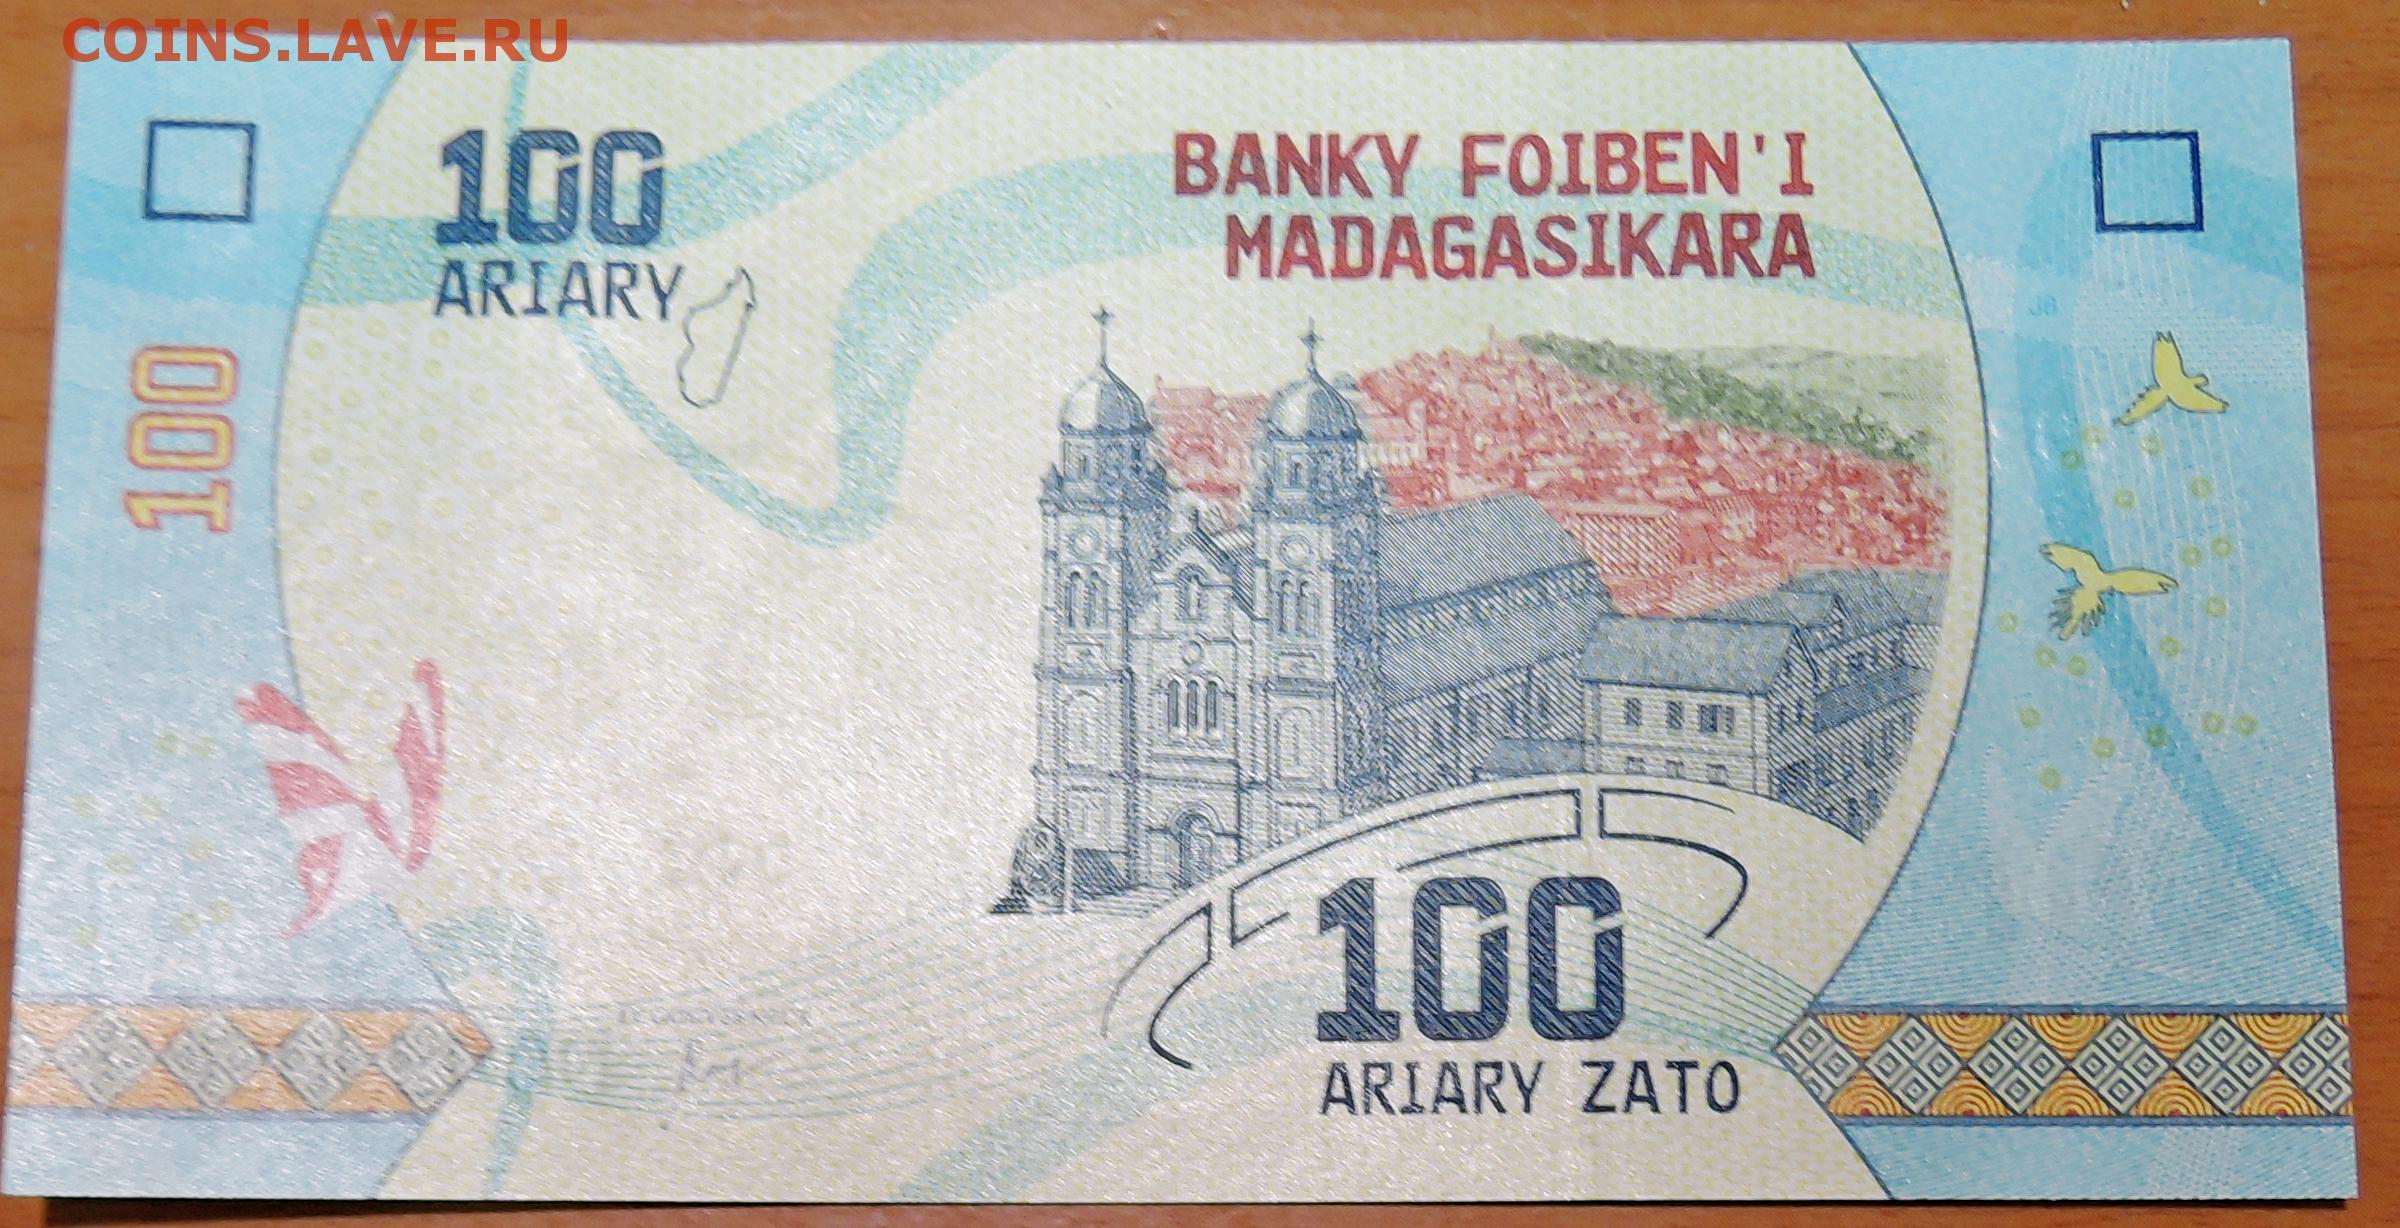 COINS.LAVE.RU
100
ARIARY
BANKY FOIBEN'I
MADAGASIKARA
100
100
ARIARY ZATO